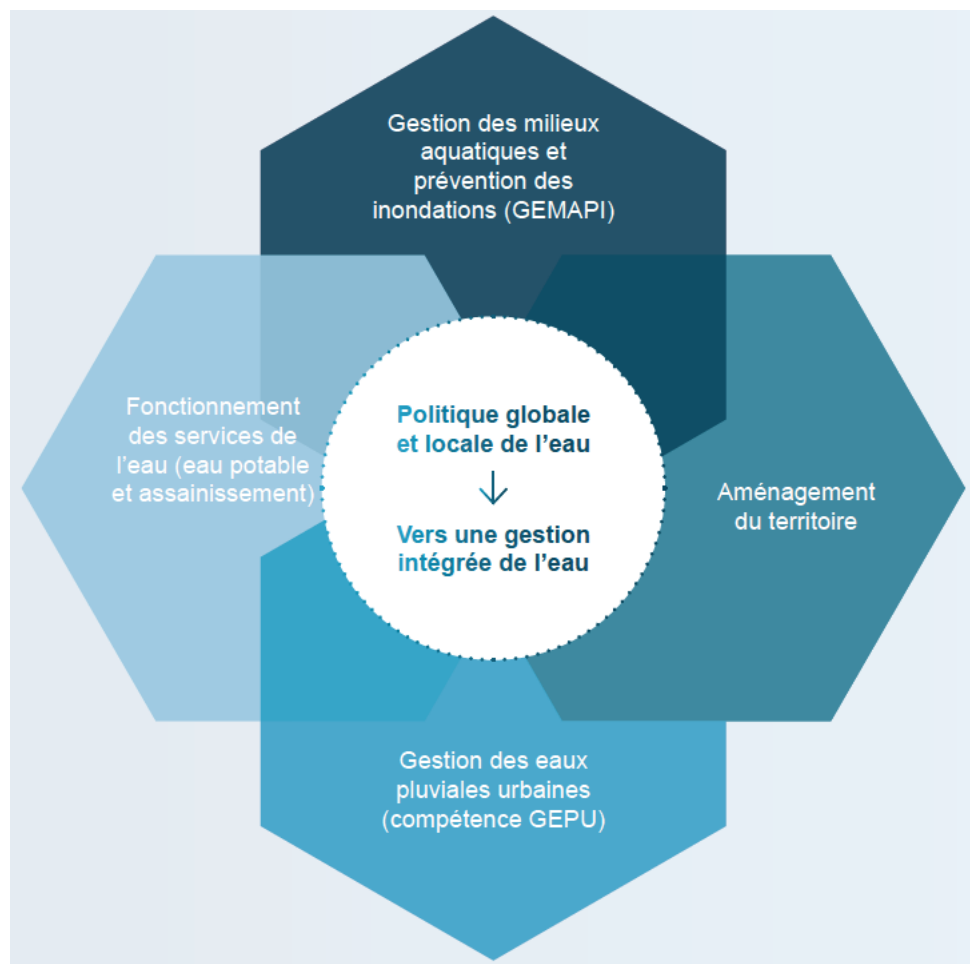 Gestion des milieux
aquatiques et
prévention des
inondations (GEMAPI)
Fonctionnement
des services de
l’eau (eau potable
et assainissement)
Politique globale
et locale de l’eau
Vers une gestion
intégrée de l’eau
Aménagement
du territoire
Gestion des eaux
pluviales urbaines
(compétence GEPU)